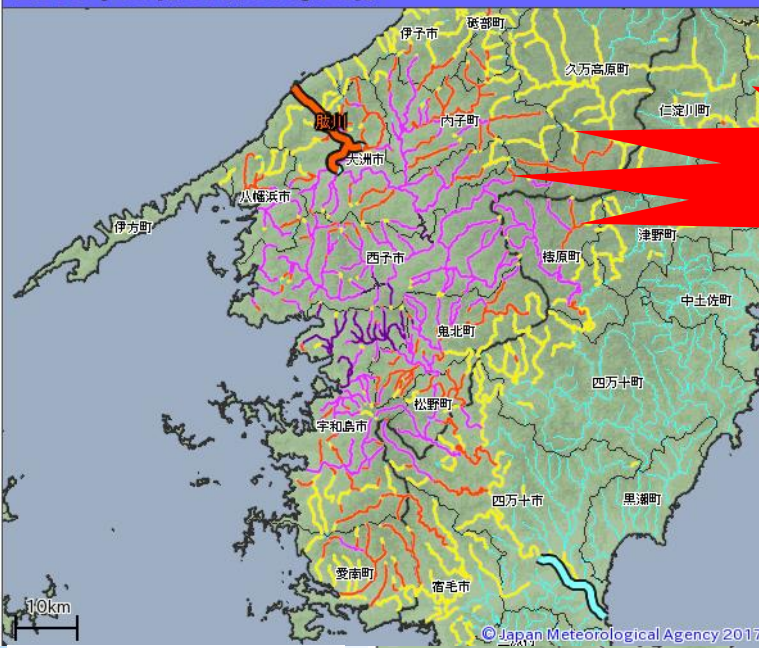 伊予市
砥部町
久万高原町
仁淀川町
肱川
内子町
大洲市
八幡浜市
伊方町
西予市
檮原町
津野町
中土佐町
鬼北町
四万十町
松野町
宇和島市
四万十市
黒潮町
愛南町
宿毛市
10km
© Japan Meteorological Agency 2017